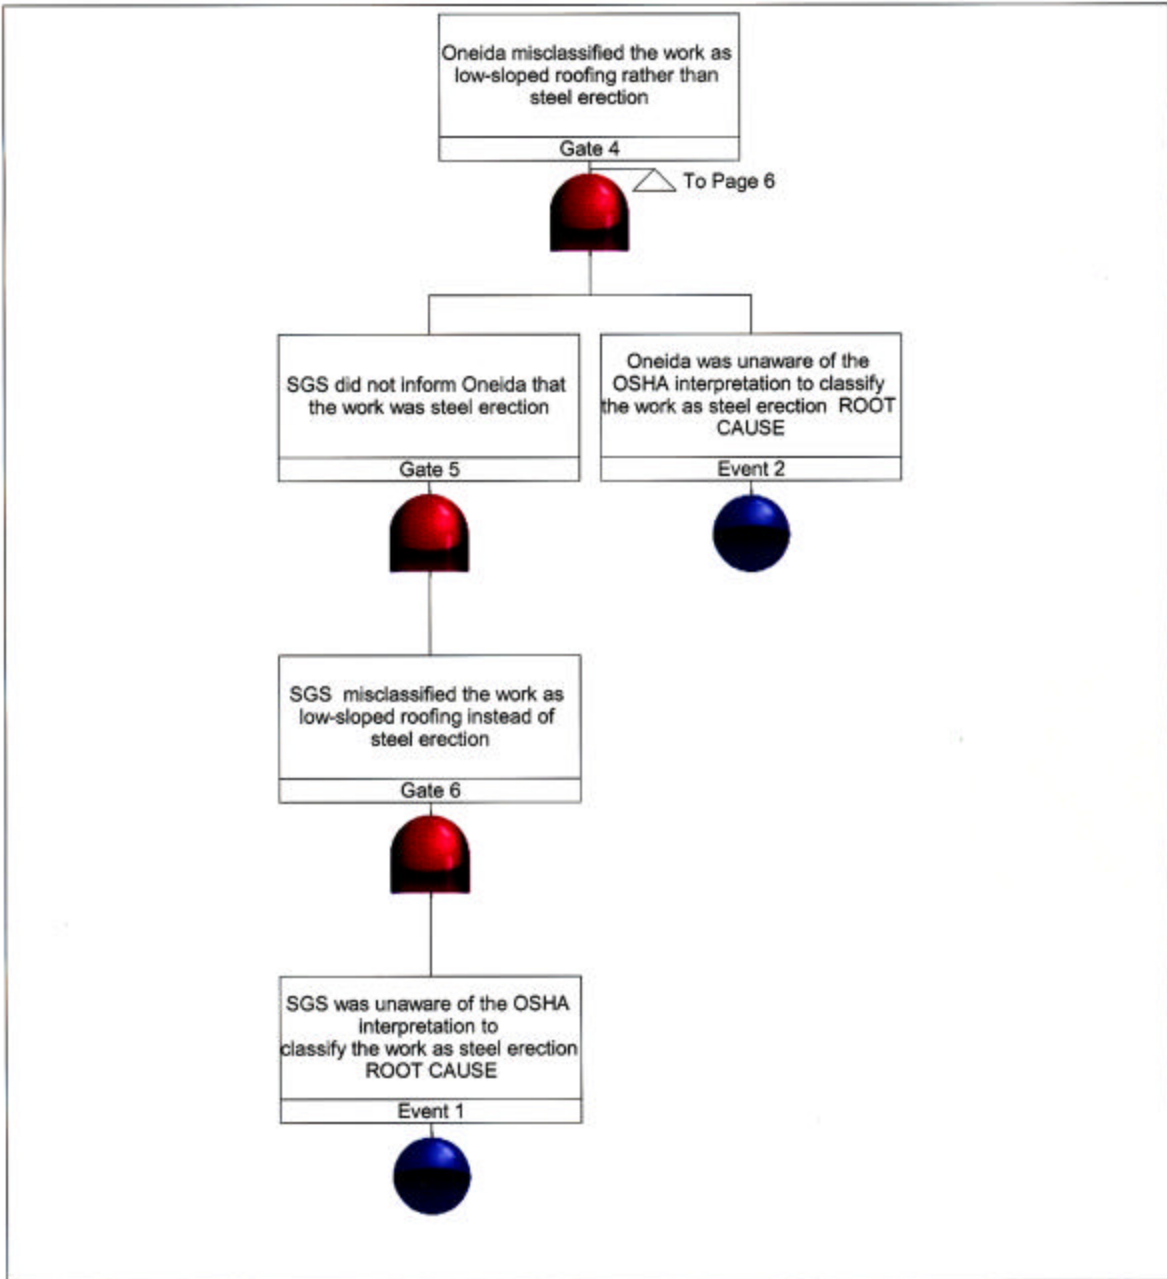 Oneida misclassified the work as
low-sloped roofing rather than
steel erection
Gate 4
To Page 6
SGS did not inform Oneida that
the work was steel erection
Gate 5
Oneida was unaware of the
OSHA interpretation to classify
the work as steel erection ROOT
CAUSE
Event 2
SGS misclassified the work as
low-sloped roofing instead of
steel erection
Gate 6
SGS was unaware of the OSHA
interpretation to
classify the work as steel erection
ROOT CAUSE
Event 1